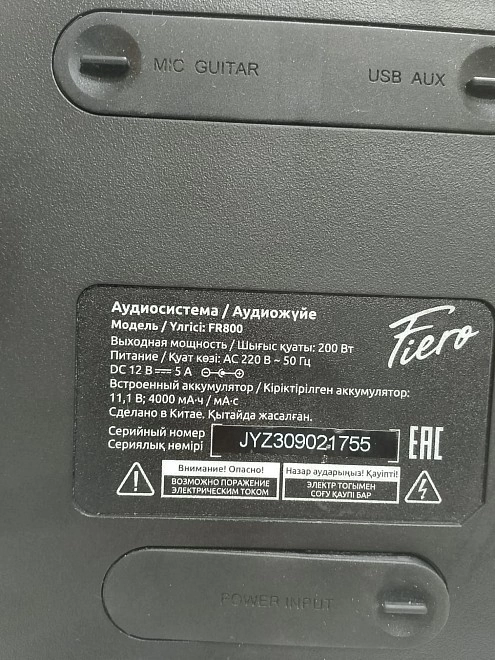 MIC GUITAR
USB AUX
Fiero
Аудиосистема / Аудиожүйе
Модель / Үлгісі: FR800
Выходная мощность / Шығыс қуаты: 200 Вт
Питание / Қуат көзі: AC 220 В ~ 50 Гц
DC 12 В 5 А
Встроенный аккумулятор / Кіріктірілген аккумулятор:
11,1 В; 4000 мА·ч / мА·с
Сделано в Китае. Қытайда жасалған.
Серийный номер
Сериялық нөмірі
JYZ309021755
EAC
Внимание! Опасно!
ВОЗМОЖНО ПОРАЖЕНИЕ
ЭЛЕКТРИЧЕСКИМ ТОКОМ
Назар аударыңыз! Қауіпті!
ЭЛЕКТР ТОГЫМЕН
СОҒУ ҚАУПІ БАР
POWER INPUT